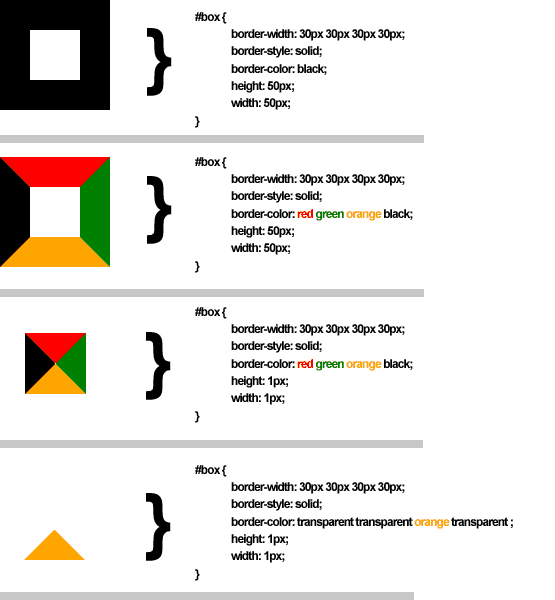 }
#box {
border-width: 30px 30px 30px 30px;
border-style: solid;
border-color: black;
height: 50px;
width: 50px;
}
}
#box {
border-width: 30px 30px 30px 30px;
border-style: solid;
border-color: red green orange black;
height: 50px;
width: 50px;
}
}
#box {
border-width: 30px 30px 30px 30px;
border-style: solid;
border-color: red green orange black;
height: 1px;
width: 1px;
}
}
#box {
border-width: 30px 30px 30px 30px;
border-style: solid;
border-color: transparent transparent orange transparent ;
height: 1px;
width: 1px;
}